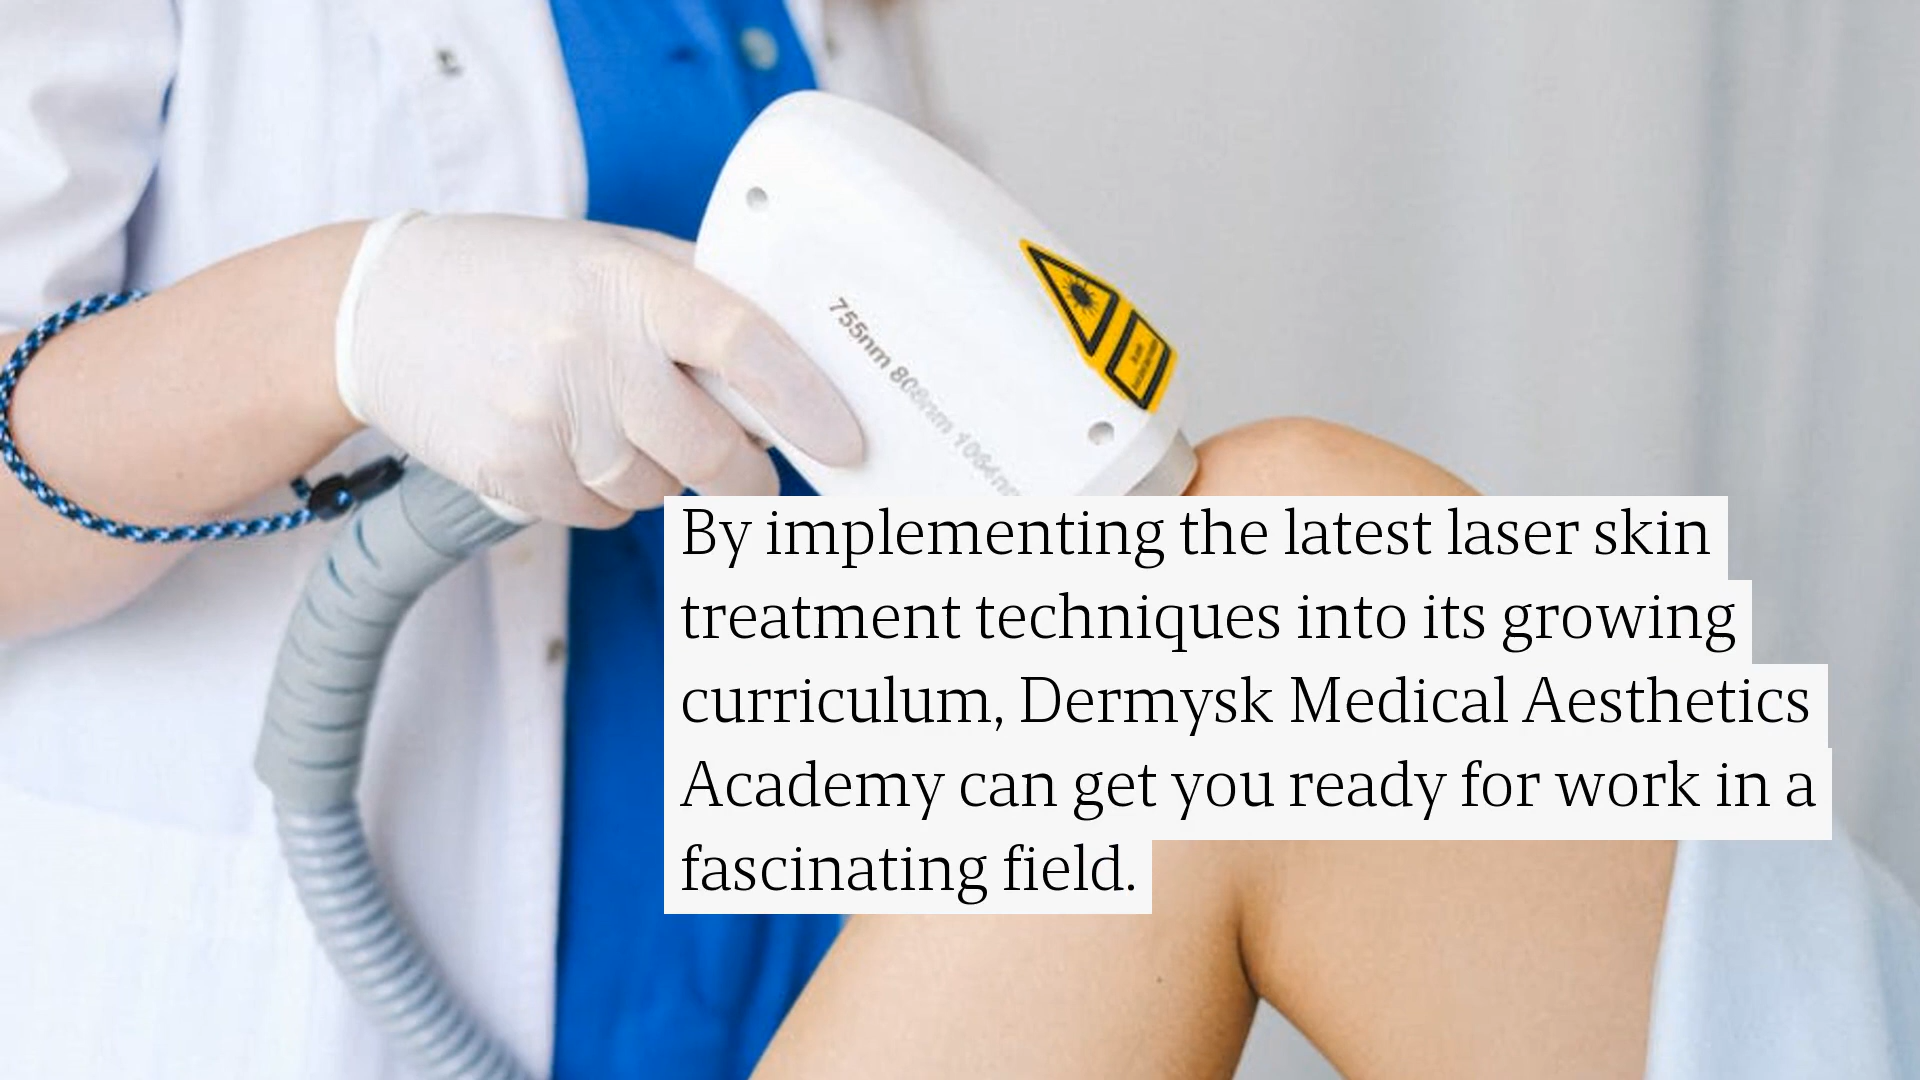 755nm 808nm 1064nm
By implementing the latest laser skin
treatment techniques into its growing
curriculum, Dermysk Medical Aesthetics
Academy can get you ready for work in a
fascinating field.